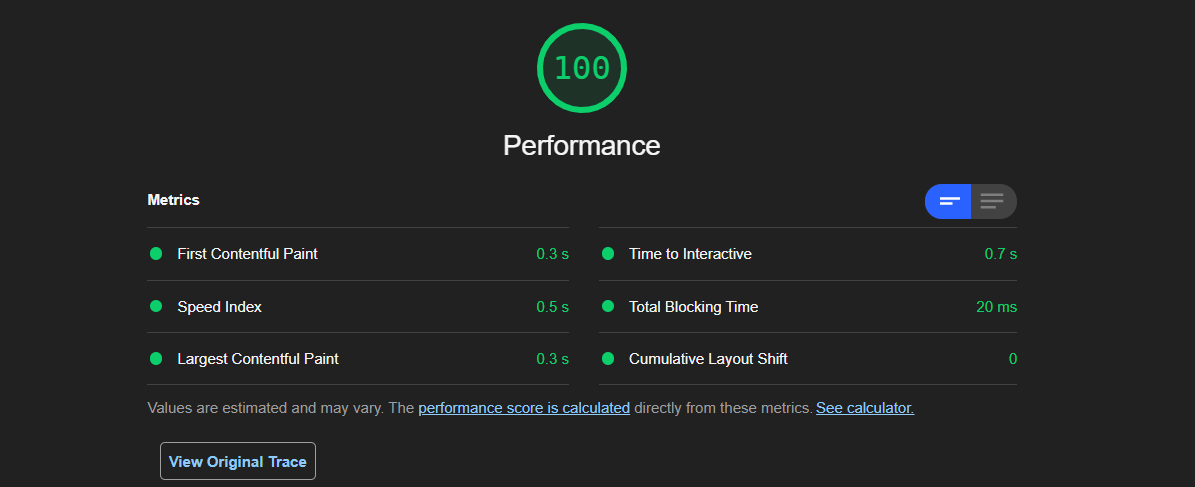 100
Performance
Metrics
First Contentful Paint 0.3 s
Time to Interactive 0.7 s
Speed Index 0.5 s
Total Blocking Time 20 ms
Largest Contentful Paint 0.3 s
Cumulative Layout Shift 0
Values are estimated and may vary. The performance score is calculated directly from these metrics. See calculator.
View Original Trace